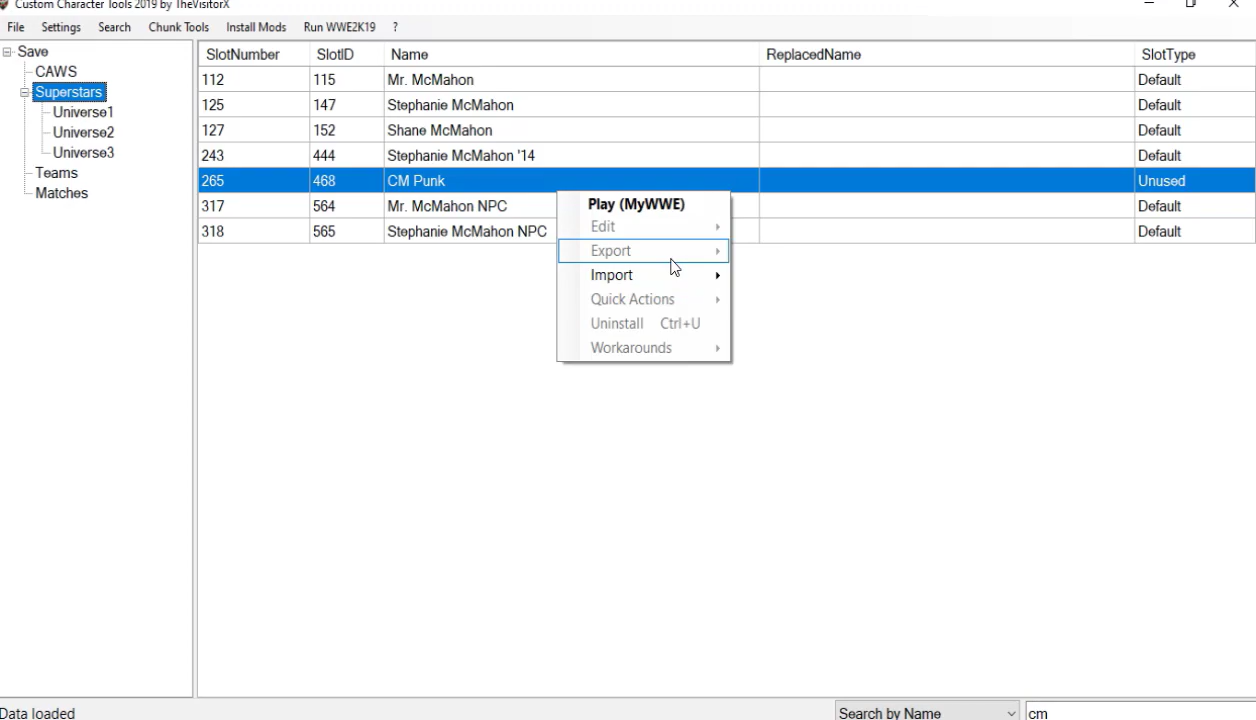 Custom Character Tools 2019 by TheVisitorX
File Settings Search Chunk Tools Install Mods Run WWE2K19 ?
Save
CAWS
Superstars
Universe1
Universe2
Universe3
Teams
Matches
SlotNumber SlotID Name ReplacedName SlotType
112 115 Mr. McMahon Default
125 147 Stephanie McMahon Default
127 152 Shane McMahon Default
243 444 Stephanie McMahon '14 Default
265 468 CM Punk Unused
317 564 Mr. McMahon NPC Default
318 565 Stephanie McMahon NPC Default
Play (MyWWE)
Edit
Export
Import
Quick Actions
Uninstall Ctrl+U
Workarounds
Data loaded Search by Name cm